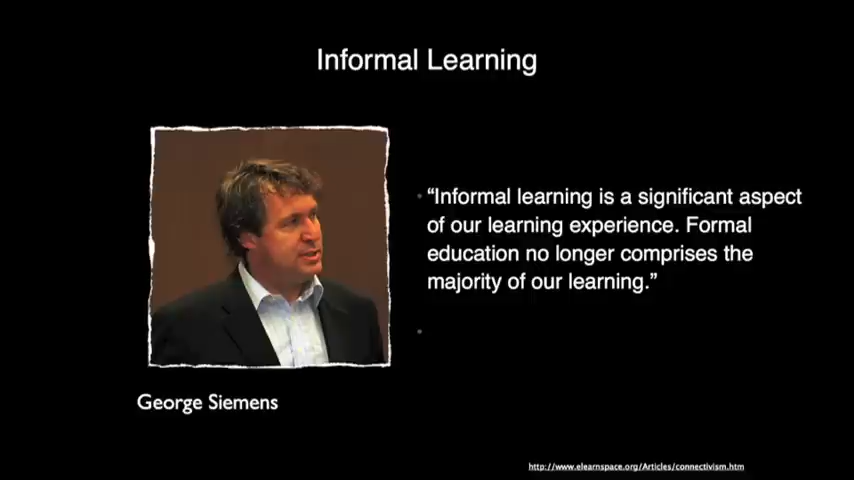 Informal Learning
“Informal learning is a significant aspect
of our learning experience. Formal
education no longer comprises the
majority of our learning.”
George Siemens
http://www.elearnspace.org/Articles/connectivism.htm